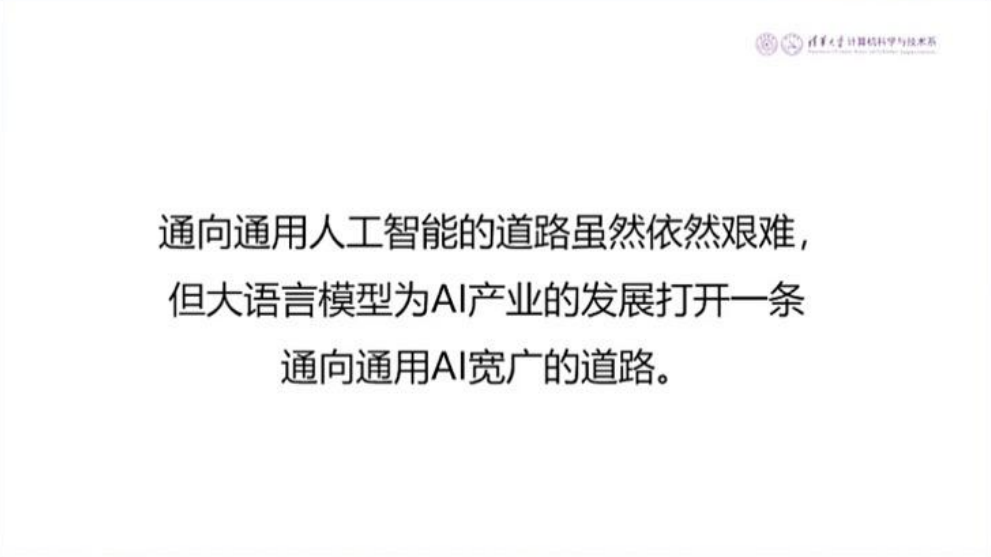 清华大学计算机科学与技术系
通向通用人工智能的道路虽然依然艰难，
但大语言模型为AI产业的发展打开一条
通向通用AI宽广的道路。